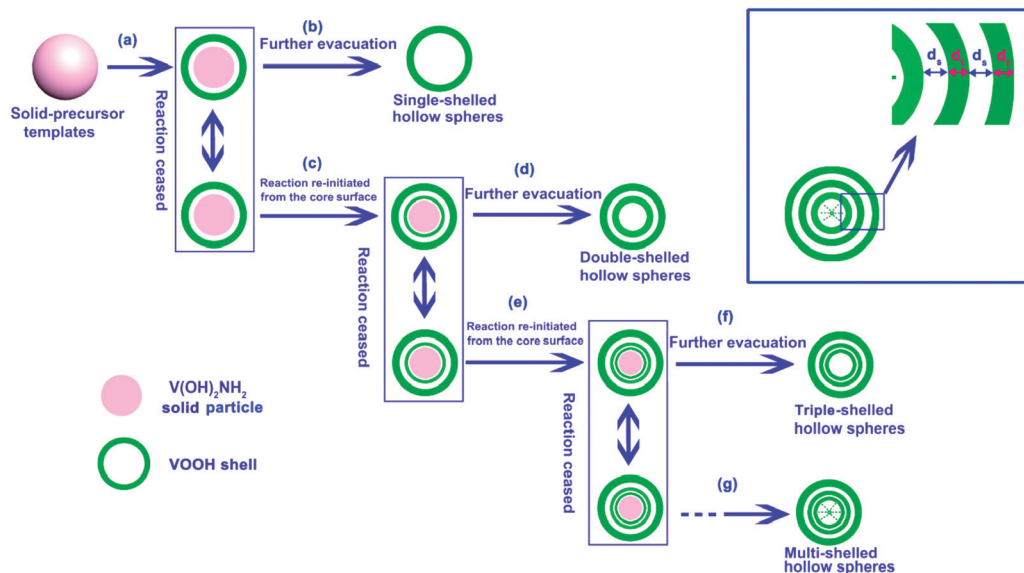 (a)
Solid-precursor
templates
Reaction ceased
(b)
Further evacuation
Single-shelled
hollow spheres
(c)
Reaction re-initiated
from the core surface
Reaction ceased
(d)
Further evacuation
Double-shelled
hollow spheres
(e)
Reaction re-initiated
from the core surface
Reaction ceased
(f)
Further evacuation
Triple-shelled
hollow spheres
(g)
Multi-shelled
hollow spheres
V(OH)₂NH₂
solid particle
VOOH shell
dₛ dₜ dₛ